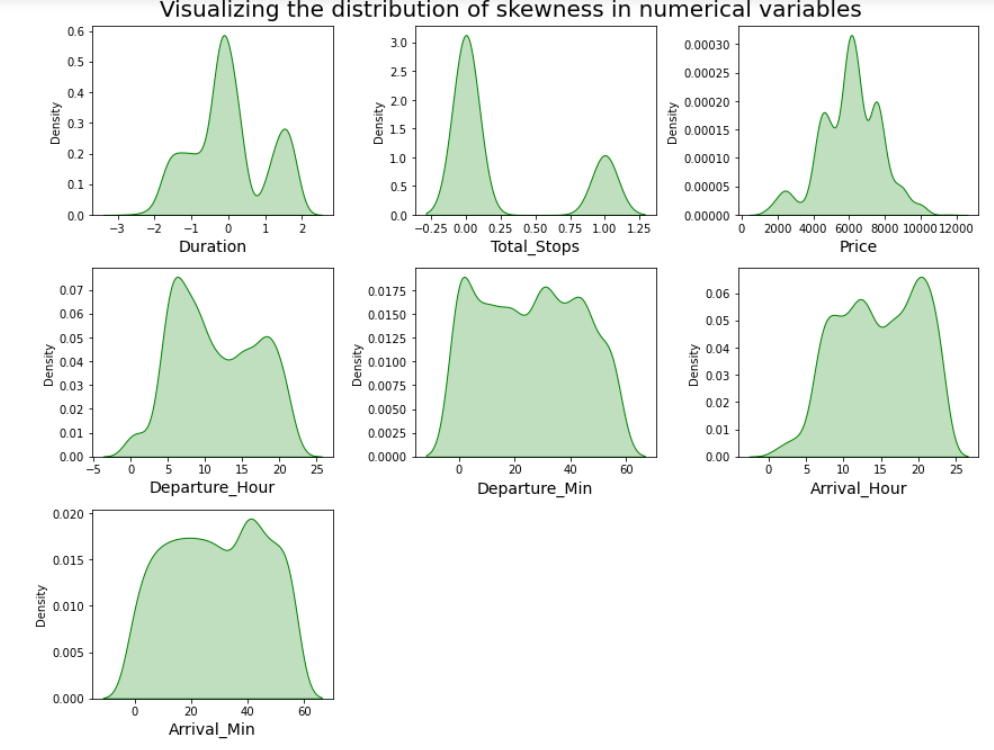 Visualizing the distribution of skewness in numerical variables
0.6
0.5
0.4
0.3
0.2
0.1
0.0
Density
−3 −2 −1 0 1 2
Duration
3.0
2.5
2.0
1.5
1.0
0.5
0.0
Density
−0.25 0.00 0.25 0.50 0.75 1.00 1.25
Total_Stops
0.00030
0.00025
0.00020
0.00015
0.00010
0.00005
0.00000
Density
0 2000 4000 6000 8000 10000 12000
Price
0.07
0.06
0.05
0.04
0.03
0.02
0.01
0.00
Density
−5 0 5 10 15 20 25
Departure_Hour
0.0175
0.0150
0.0125
0.0100
0.0075
0.0050
0.0025
0.0000
Density
0 20 40 60
Departure_Min
0.06
0.05
0.04
0.03
0.02
0.01
0.00
Density
0 5 10 15 20 25
Arrival_Hour
0.020
0.015
0.010
0.005
0.000
Density
0 20 40 60
Arrival_Min